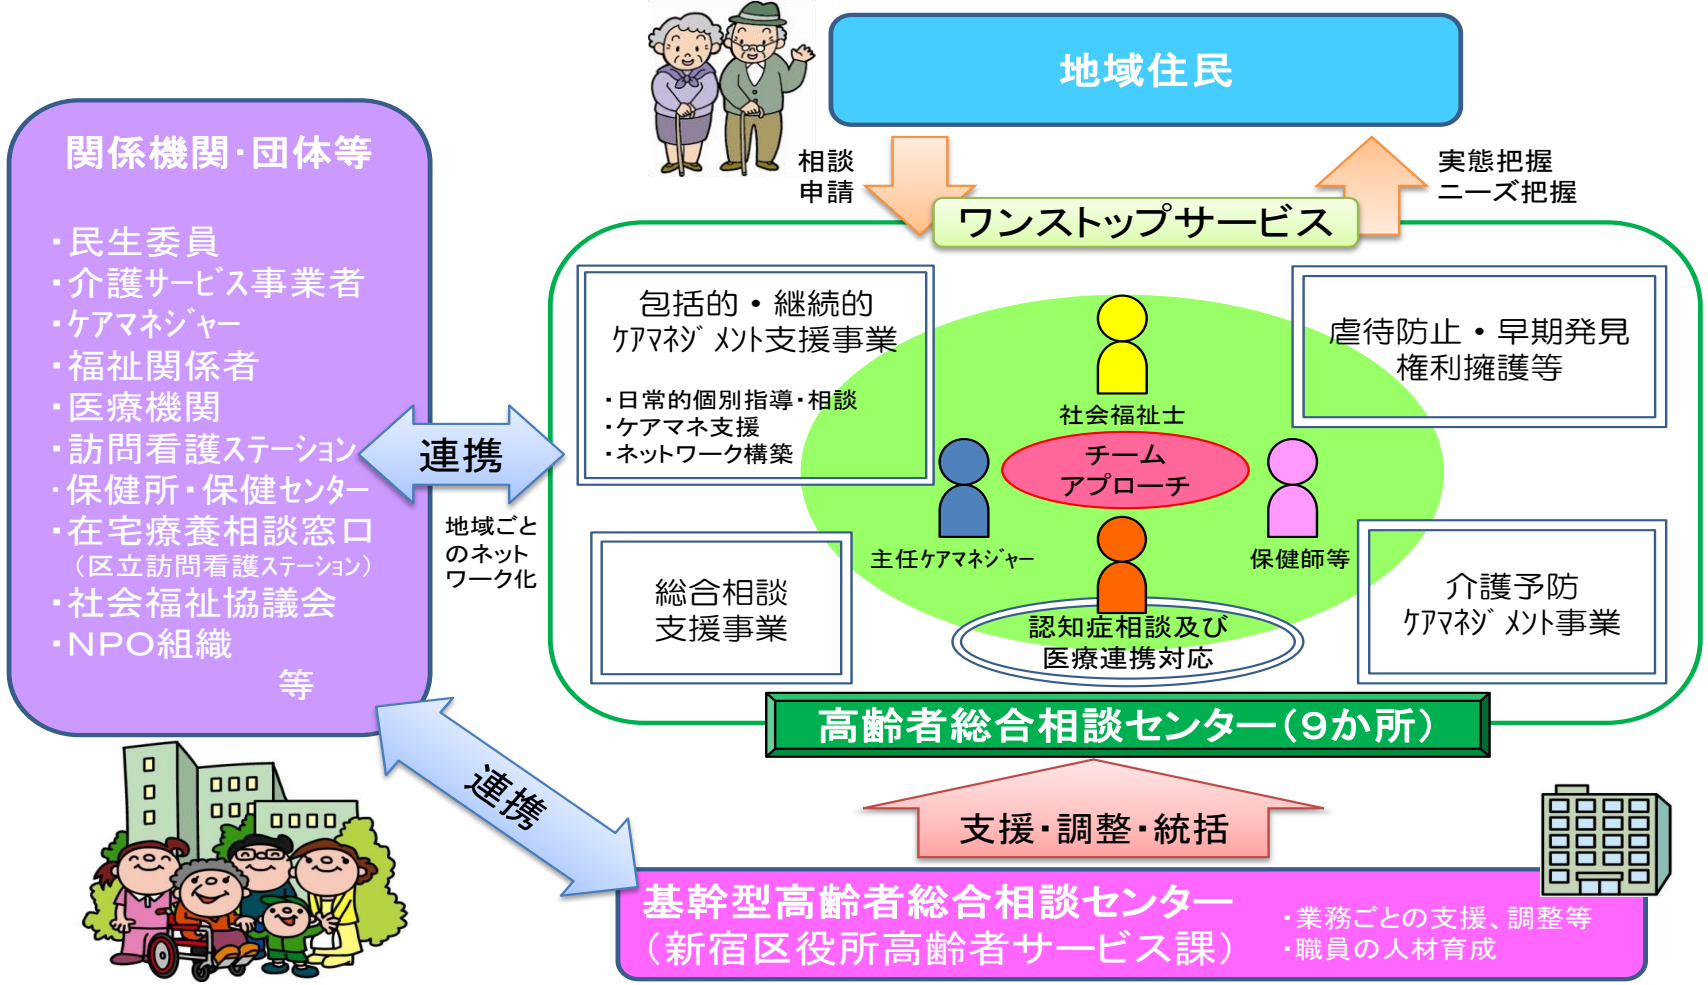 地域住民
相談
申請
実態把握
ニーズ把握
ワンストップサービス
関係機関・団体等
・民生委員
・介護サービス事業者
・ケアマネジャー
・福祉関係者
・医療機関
・訪問看護ステーション
・保健所・保健センター
・在宅療養相談窓口
（区立訪問看護ステーション）
・社会福祉協議会
・NPO組織
等
連携
地域ごと
のネット
ワーク化
包括的・継続的
ケアマネジメント支援事業
・日常的個別指導・相談
・ケアマネ支援
・ネットワーク構築
虐待防止・早期発見
権利擁護等
社会福祉士
チーム
アプローチ
主任ケアマネジャー
保健師等
総合相談
支援事業
認知症相談及び
医療連携対応
介護予防
ケアマネジメント事業
高齢者総合相談センター（9か所）
連携
支援・調整・統括
基幹型高齢者総合相談センター
（新宿区役所高齢者サービス課）
・業務ごとの支援、調整等
・職員の人材育成